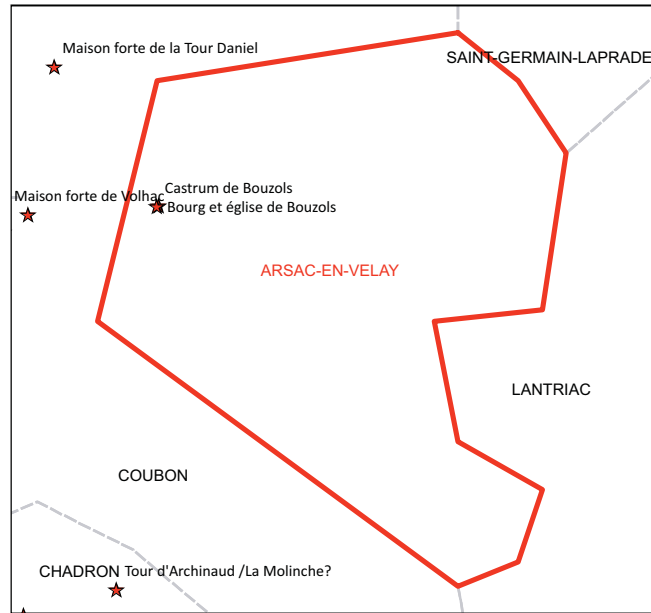 Maison forte de la Tour Daniel
SAINT-GERMAIN-LAPRADE
Castrum de Bouzols
Maison forte de Volhac
Bourg et église de Bouzols
ARSAC-EN-VELAY
LANTRIAC
COUBON
CHADRON
Tour d'Archinaud /La Molinche?